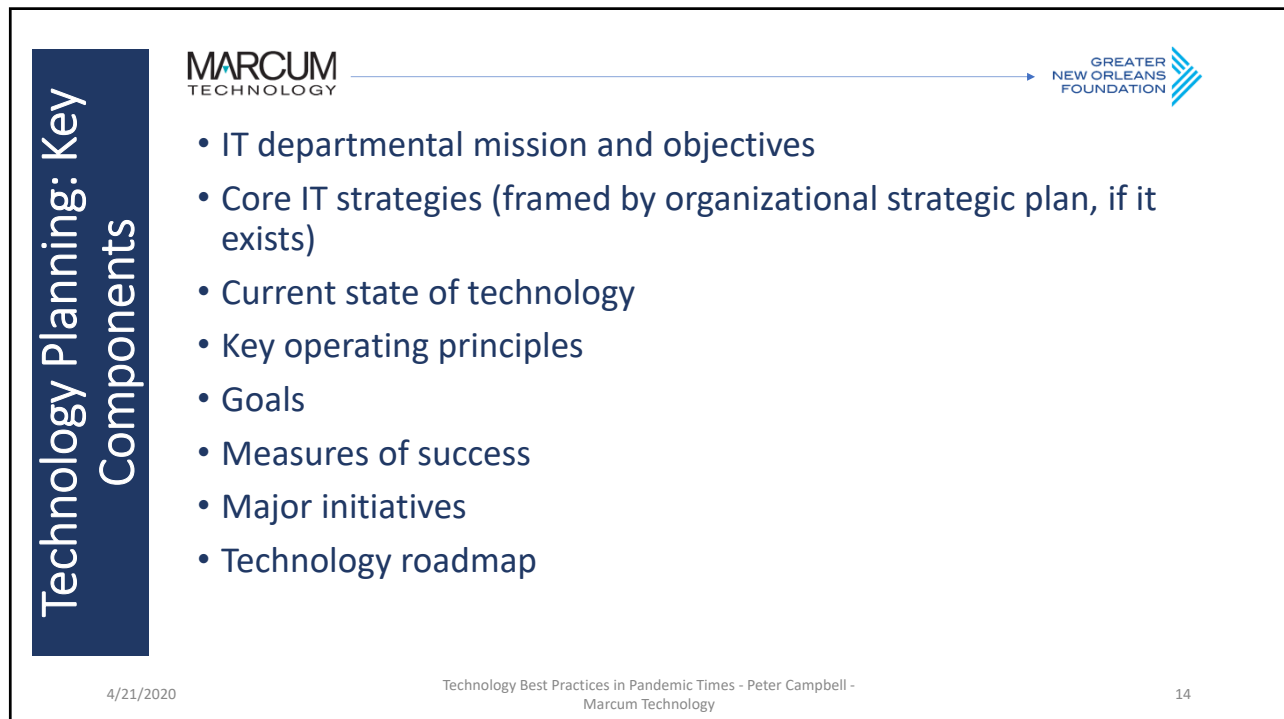 Technology Planning: Key
Components
MARCUM
TECHNOLOGY
GREATER
NEW ORLEANS
FOUNDATION
• IT departmental mission and objectives
• Core IT strategies (framed by organizational strategic plan, if it
exists)
• Current state of technology
• Key operating principles
• Goals
• Measures of success
• Major initiatives
• Technology roadmap
4/21/2020
Technology Best Practices in Pandemic Times - Peter Campbell -
Marcum Technology
14